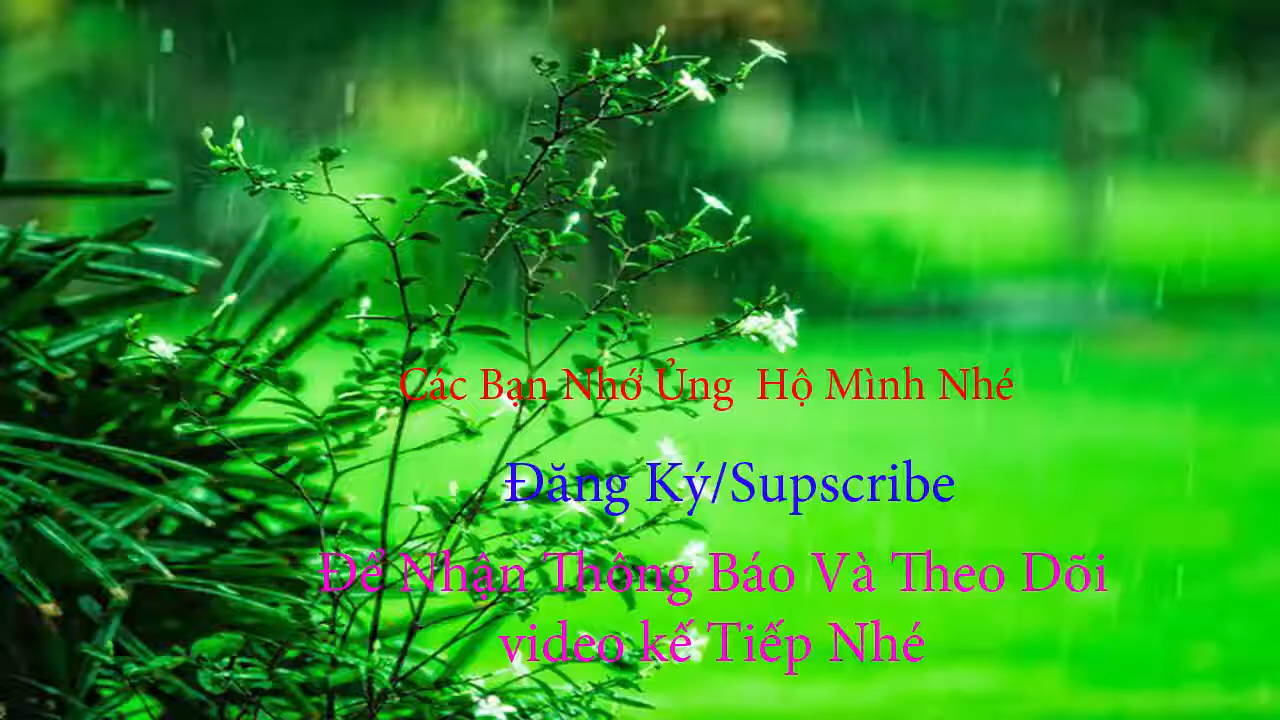 Các Bạn Nhớ Ủng Hộ Mình Nhé
Đăng Ký/Supscribe
Để Nhận Thông Báo Và Theo Dõi
video kế Tiếp Nhé